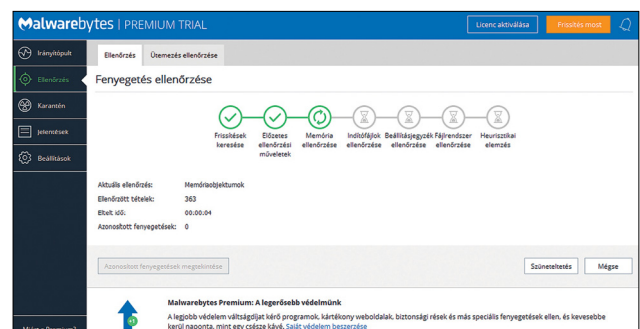 Malwarebytes | PREMIUM TRIAL
Licenc aktiválása
Frissítés most
Irányítópult
Ellenőrzés
Karantén
Jelentések
Beállítások
Ellenőrzés
Ütemezés ellenőrzése
Fenyegetés ellenőrzése
Frissítések keresése
Előzetes ellenőrzési műveletek
Memória ellenőrzése
Indítófájlok ellenőrzése
Beállításjegyzék ellenőrzése
Fájlrendszer ellenőrzése
Heurisztikai elemzés
Aktuális ellenőrzés: Memóriaobjektumok
Ellenőrzött tételek: 363
Eltelt idő: 00:00:04
Azonosított fenyegetések: 0
Azonosított fenyegetések megtekintése
Szüneteltetés
Mégse
Malwarebytes Premium: A legerősebb védelmünk
A legjobb védelem váltságdíjat kérő programok, kártékony weboldalak, biztonsági rések és más speciális fenyegetések ellen, és kevesebbe
kerül naponta, mint egy csésze kávé. Saját védelem beszerzése